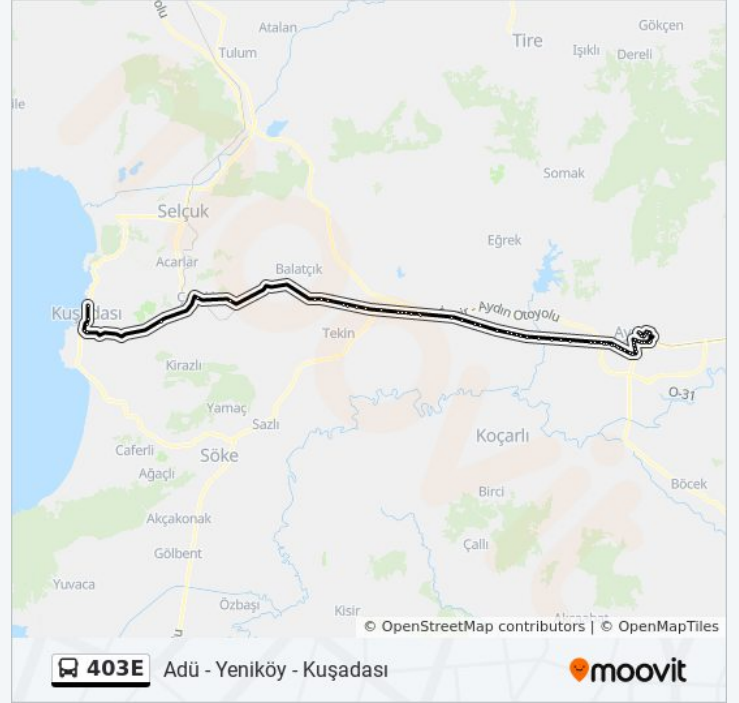 olu
Atalan
Gökçen
Tire
Işıklı
Dereli
Tulum
ile
Somak
Selçuk
Eğrek
Acarlar
Balatçık
Kuşadası
- Aydın Otoyolu
Tekin
Kirazlı
O-31
Yamaç
Sazlı
Koçarlı
Caferli
Söke
Ağaçlı
Birci
Böcek
Akçakonak
Çallı
Gölbent
Yuvaca
Özbaşı
Kisir
© OpenStreetMap contributors | © OpenMapTiles
403E Adü - Yeniköy - Kuşadası moovit